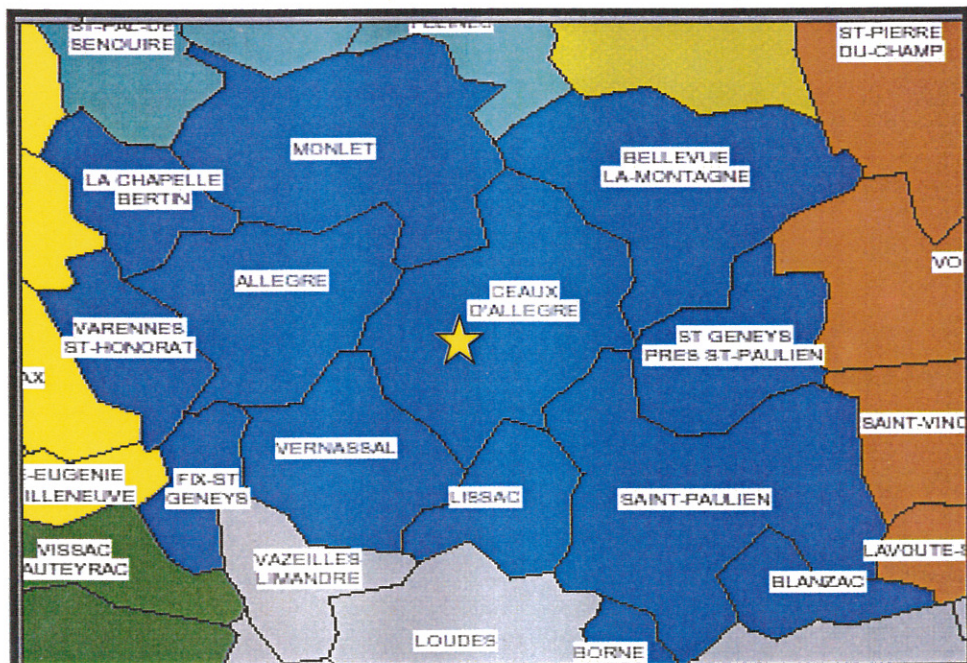 ST-PAL-DE
SENOUIRE
ST-PIERRE
DU-CHAMP
MONLET
BELLEVUE
LA-MONTAGNE
LA CHAPELLE
BERTIN
VO
ALLEGRE
CEAUX
D'ALLEGRE
VARENNES
ST-HONORAT
ST GENEYS
PRES ST-PAULIEN
AX
SAINT-VINC
VERNASSAL
E-EUGENIE
ILLENEUVE
FIX-ST
GENEYS
LISSAC
SAINT-PAULIEN
VISSAC
AUTEYRAC
VAZEILLES
LIMANDRE
LAVOUTE-S
BLANZAC
LOUDES
BORNE